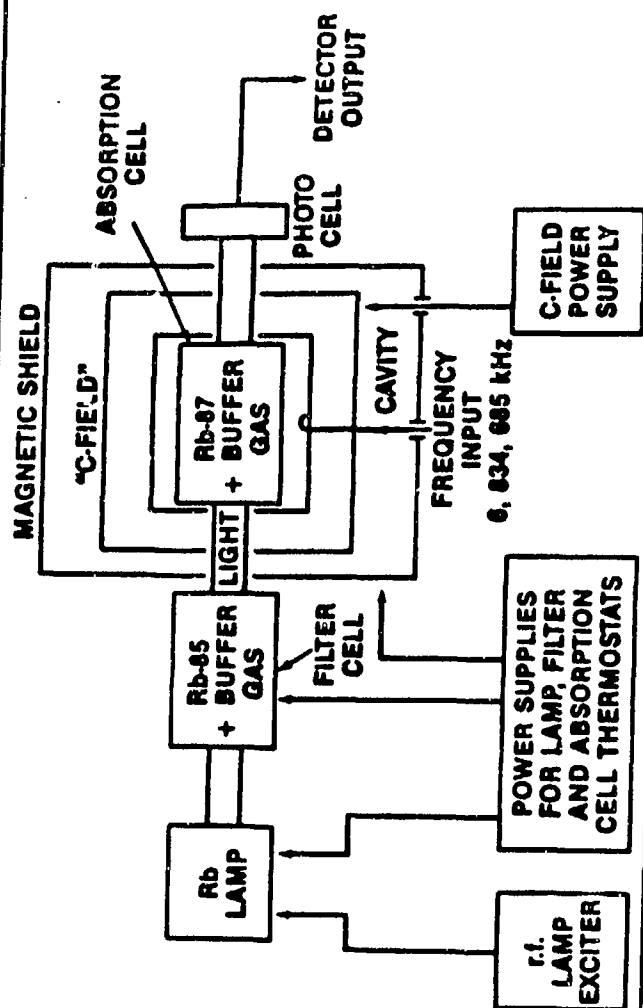 MAGNETIC SHIELD
"C-FIELD"
ABSORPTION
CELL
Rb
LAMP
Rb-85
+ BUFFER
GAS
LIGHT
Rb-87
+ BUFFER
GAS
PHOTO
CELL
DETECTOR
OUTPUT
FILTER
CELL
CAVITY
FREQUENCY
INPUT
6, 834, 685 kHz
r.f.
LAMP
EXCITER
POWER SUPPLIES
FOR LAMP, FILTER
AND ABSORPTION
CELL THERMOSTATS
C-FIELD
POWER
SUPPLY